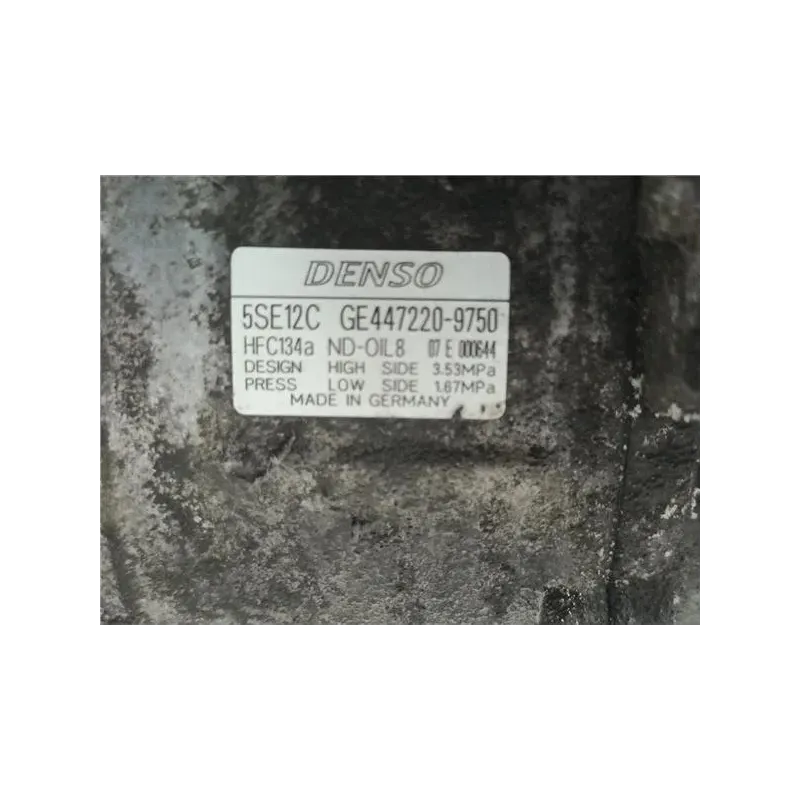 DENSO
5SE12C GE447220-9750
HFC134a ND-OIL8 07 E 000644
DESIGN HIGH SIDE 3.53MPa
PRESS LOW SIDE 1.67MPa
MADE IN GERMANY